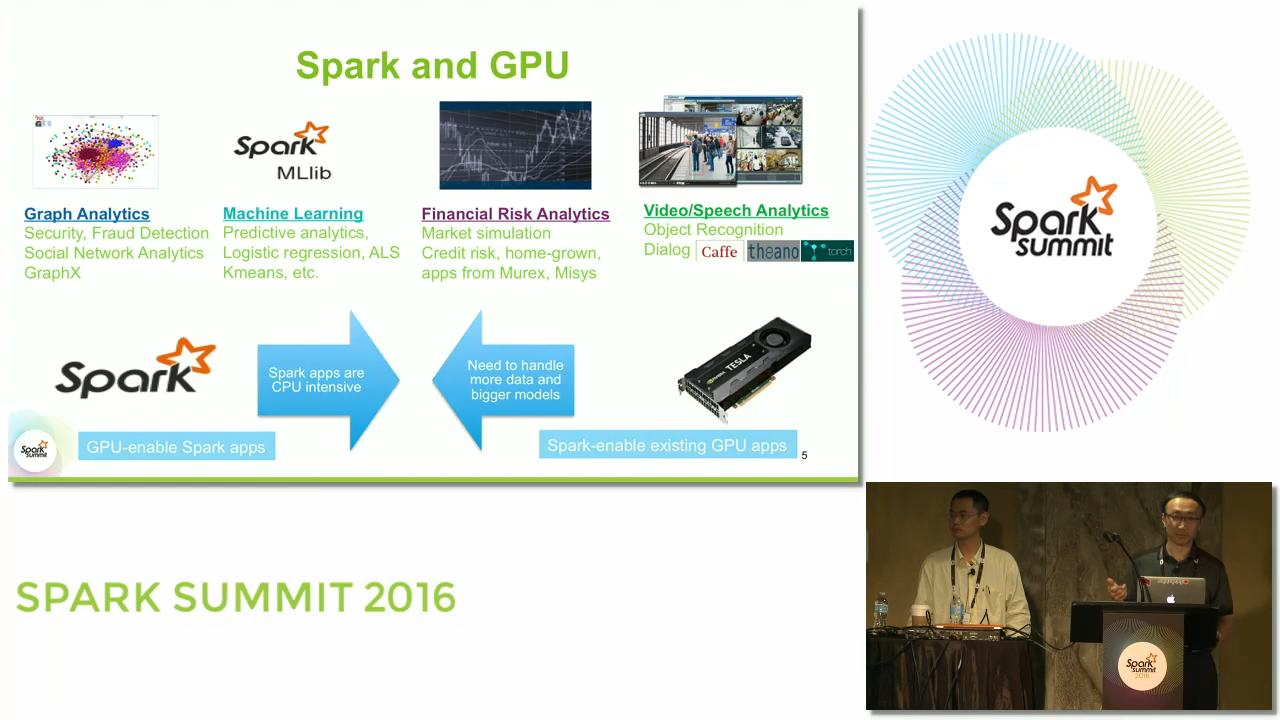 Spark and GPU
Spark
MLlib
Graph Analytics
Security, Fraud Detection
Social Network Analytics
GraphX
Machine Learning
Predictive analytics,
Logistic regression, ALS
Kmeans, etc.
Financial Risk Analytics
Market simulation
Credit risk, home-grown,
apps from Murex, Misys
Video/Speech Analytics
Object Recognition
Dialog
Caffe
theano
torch
Spark
Spark apps are
CPU intensive
Need to handle
more data and
bigger models
TESLA
GPU-enable Spark apps
Spark-enable existing GPU apps
5
Spark
summit
Spark
summit
SPARK SUMMIT 2016
Spark
summit
2016